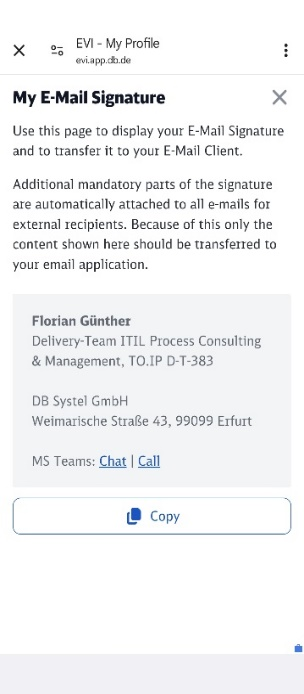 EVI - My Profile
evi.app.db.de
My E-Mail Signature
Use this page to display your E-Mail Signature
and to transfer it to your E-Mail Client.
Additional mandatory parts of the signature
are automatically attached to all e-mails for
external recipients. Because of this only the
content shown here should be transferred to
your email application.
Florian Günther
Delivery-Team ITIL Process Consulting
& Management, TO.IP D-T-383
DB Systel GmbH
Weimarische Straße 43, 99099 Erfurt
MS Teams: Chat | Call
Copy